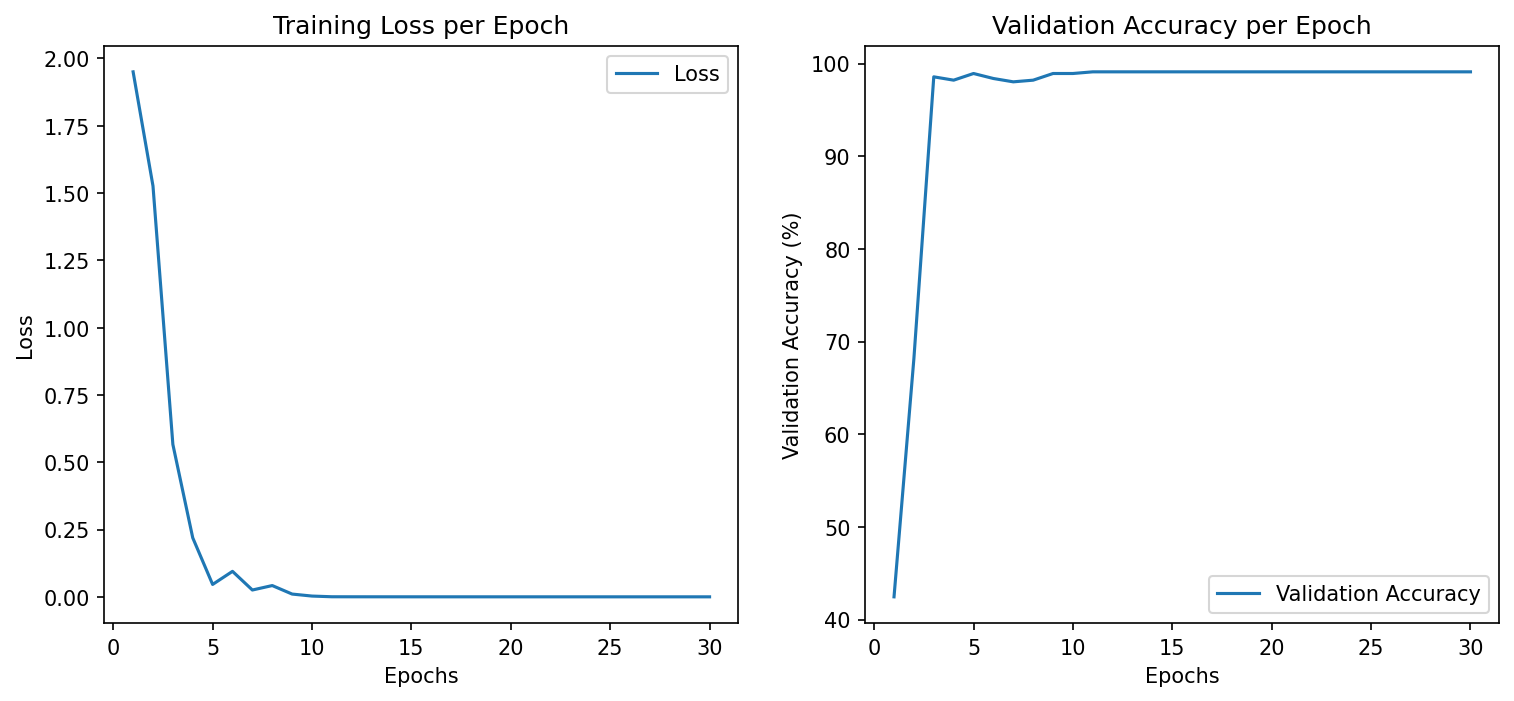 Training Loss per Epoch
2.00
1.75
1.50
1.25
1.00
0.75
0.50
0.25
0.00
Loss
Loss
0 5 10 15 20 25 30
Epochs
Validation Accuracy per Epoch
100
90
80
70
60
50
40
Validation Accuracy (%)
Validation Accuracy
0 5 10 15 20 25 30
Epochs